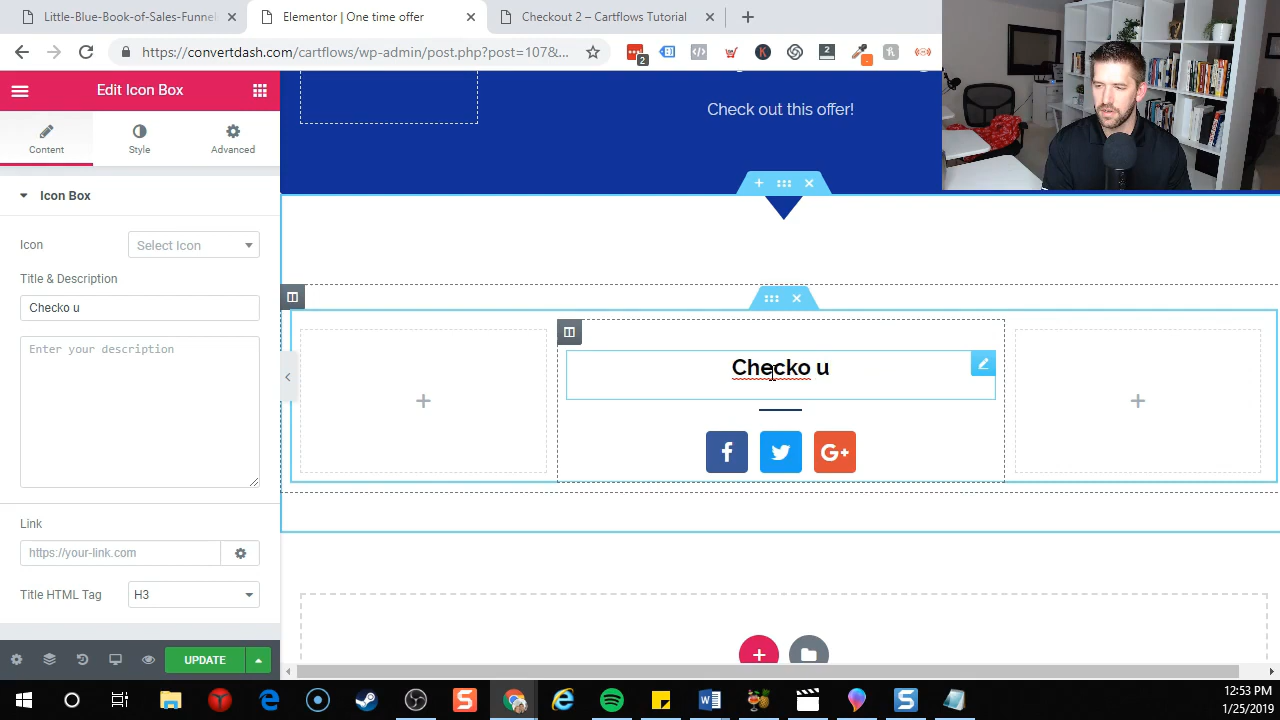 Little-Blue-Book-of-Sales-Funnel
Elementor | One time offer
Checkout 2 – Cartflows Tutorial
https://convertdash.com/cartflows/wp-admin/post.php?post=107&...
2
2
K
Edit Icon Box
Check out this offer!
Content
Style
Advanced
Icon Box
Icon
Select Icon
Title & Description
Checko u
Enter your description
Checko u
G+
Link
https://your-link.com
Title HTML Tag
H3
UPDATE
12:53 PM
1/25/2019